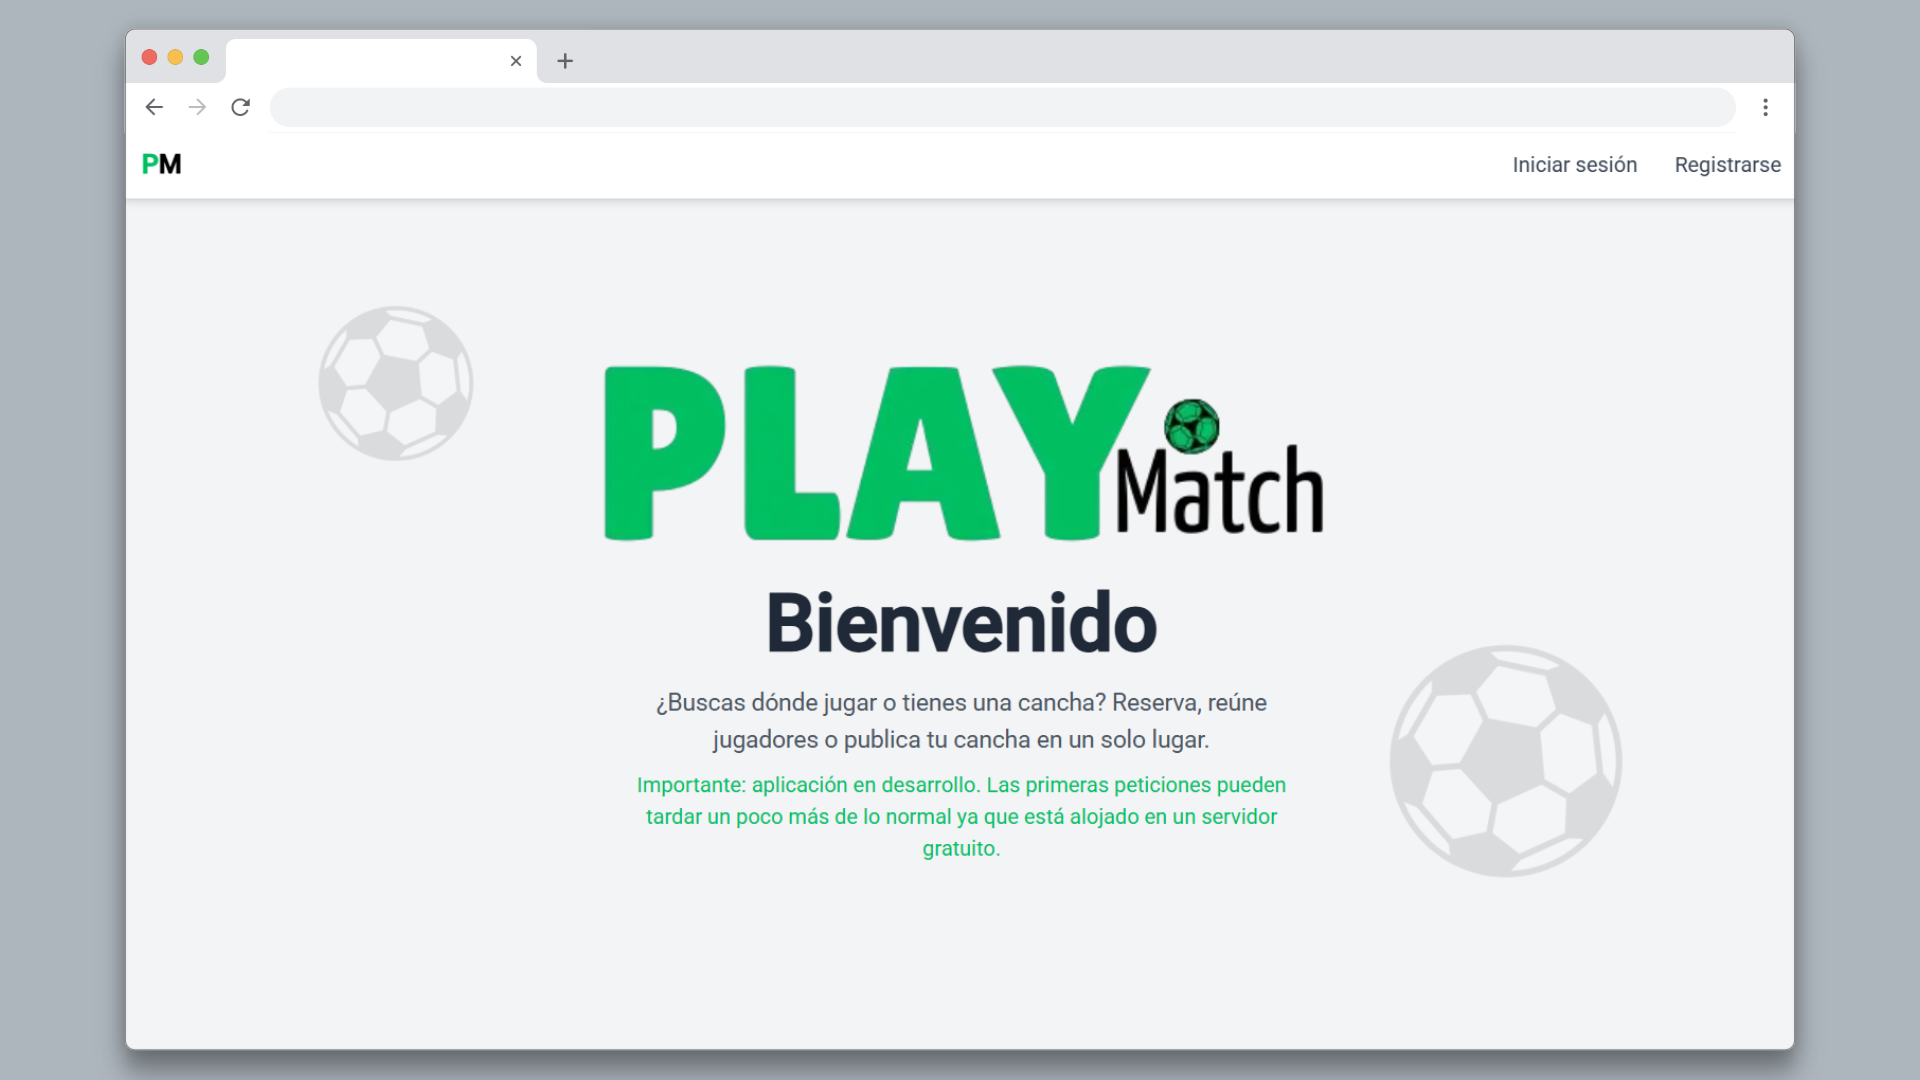 PM
Iniciar sesión
Registrarse
PLAY Match
Bienvenido
¿Buscas dónde jugar o tienes una cancha? Reserva, reúne
jugadores o publica tu cancha en un solo lugar.
Importante: aplicación en desarrollo. Las primeras peticiones pueden
tardar un poco más de lo normal ya que está alojado en un servidor
gratuito.